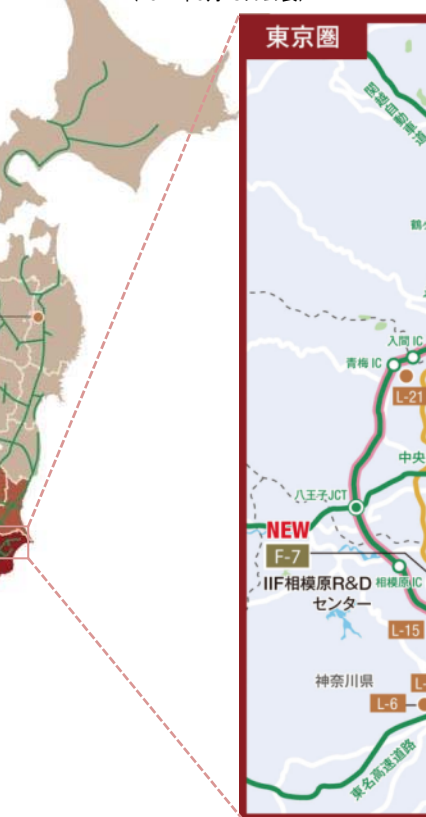 東京圏
関越自動車道
入間 IC
青梅 IC
L-21
中央
八王子JCT
NEW
F-7
IIF相模原R&D
センター
相模原IC
L-15
神奈川県
L-6
東名高速道路